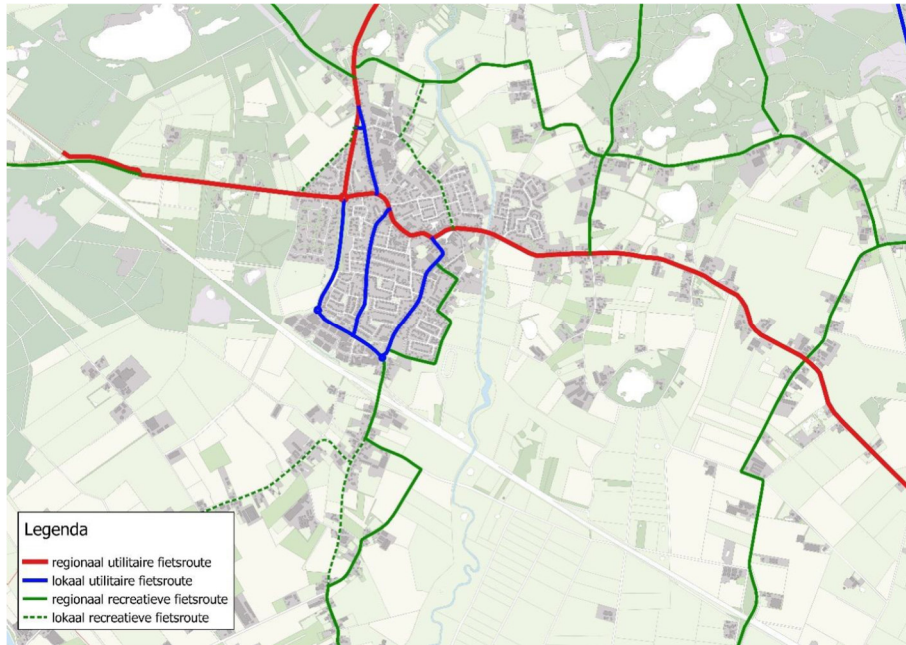 Legenda
regionaal utilitaire fietsroute
lokaal utilitaire fietsroute
regionaal recreatieve fietsroute
lokaal recreatieve fietsroute